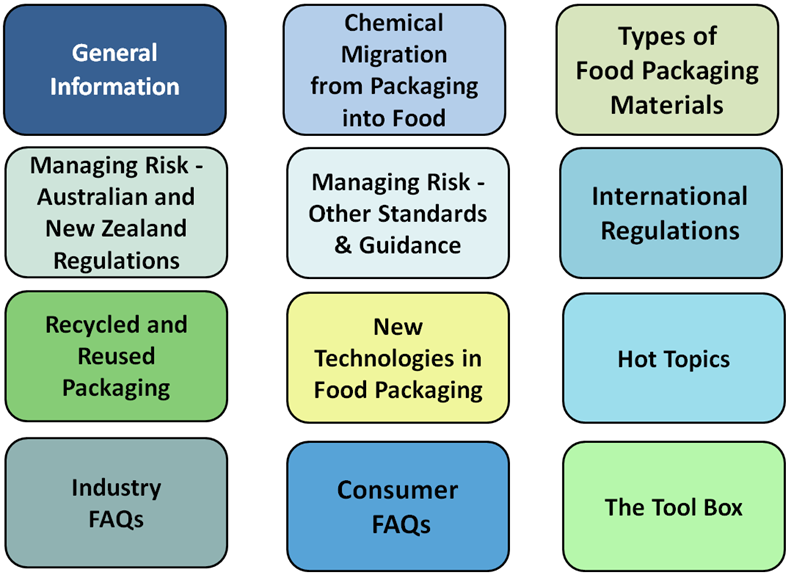 General
Information
Chemical
Migration
from Packaging
into Food
Types of
Food Packaging
Materials
Managing Risk -
Australian and
New Zealand
Regulations
Managing Risk -
Other Standards
& Guidance
International
Regulations
Recycled and
Reused
Packaging
New
Technologies in
Food Packaging
Hot Topics
Industry
FAQs
Consumer
FAQs
The Tool Box